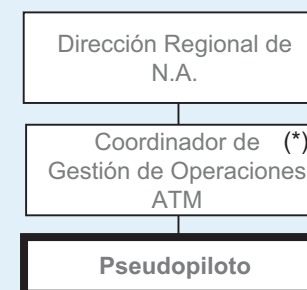 Dirección Regional de
N.A.
Coordinador de (*)
Gestión de Operaciones
ATM
Pseudopiloto